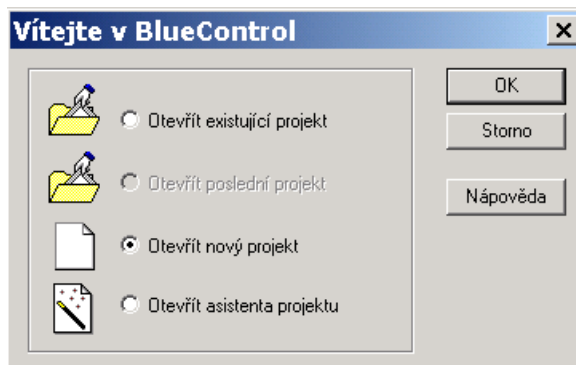 Vítejte v BlueControl
Otevřít existující projekt
Otevřít poslední projekt
Otevřít nový projekt
Otevřít asistenta projektu
OK
Storno
Nápověda